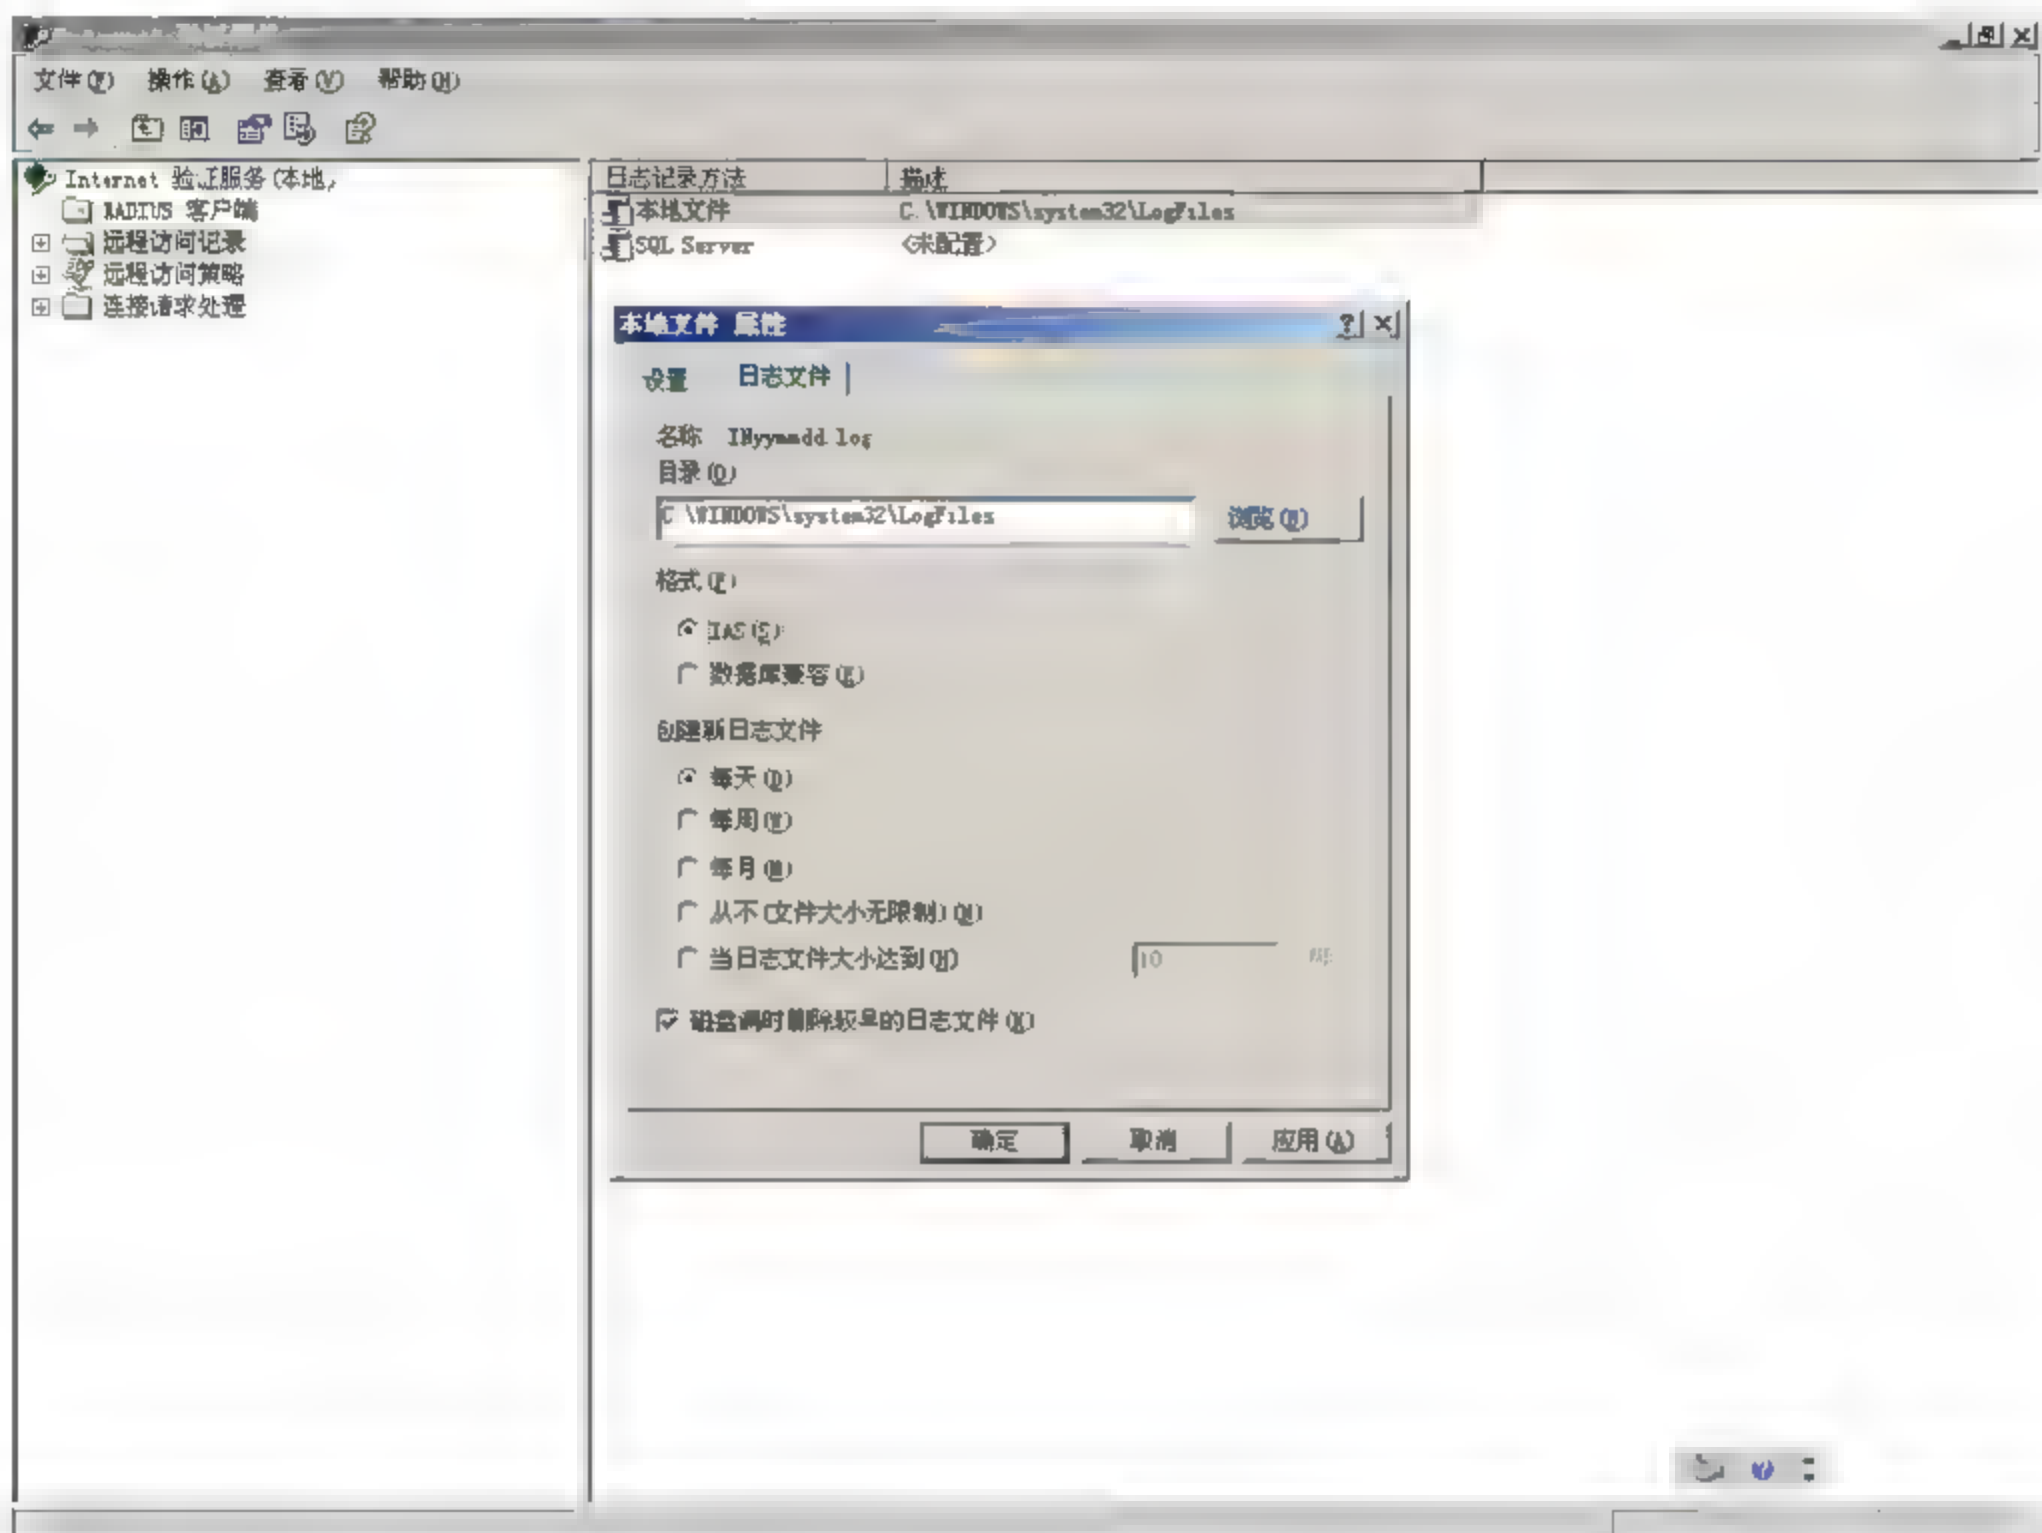 文件(F) 操作(A) 查看(V) 帮助(H)
Internet 验证服务(本地)
RADIUS 客户端
远程访问记录
远程访问策略
连接请求处理
日志记录方法 描述
本地文件 C:\WINDOWS\system32\LogFiles
SQL Server <未配置>
本地文件 属性
设置 日志文件
名称 INyymmdd.log
目录(D)
C:\WINDOWS\system32\LogFiles 浏览(B)
格式(F)
IAS(S)
数据库兼容(E)
创建新日志文件
每天(D)
每周(W)
每月(M)
从不(文件大小无限制)(N)
当日志文件大小达到(H) 10
磁盘满时删除较早的日志文件(K)
确定 取消 应用(A)